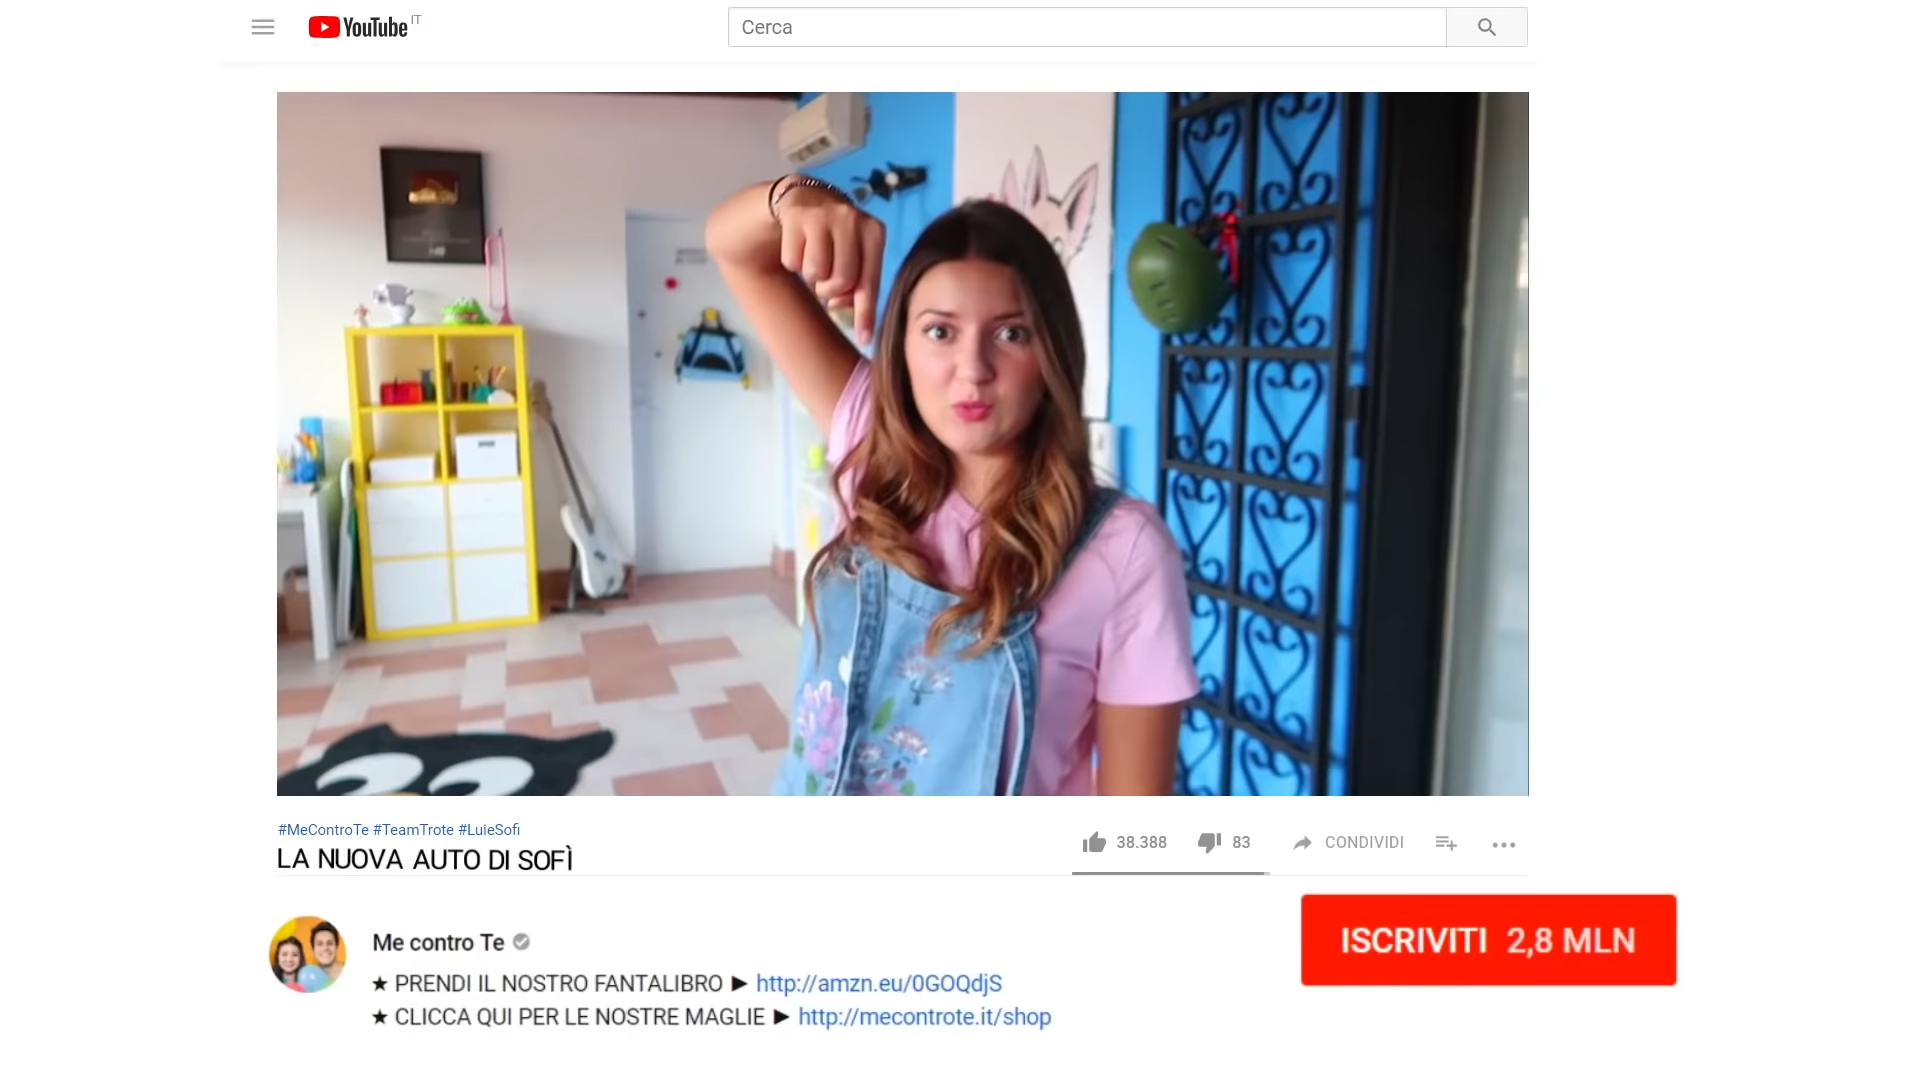 YouTube IT
Cerca
#MeControTe #TeamTrote #LuieSofi
LA NUOVA AUTO DI SOFÌ
38.388 83 CONDIVIDI
Me contro Te
ISCRIVITI 2,8 MLN
★ PRENDI IL NOSTRO FANTALIBRO ► http://amzn.eu/0GOQdjS
★ CLICCA QUI PER LE NOSTRE MAGLIE ► http://mecontrote.it/shop